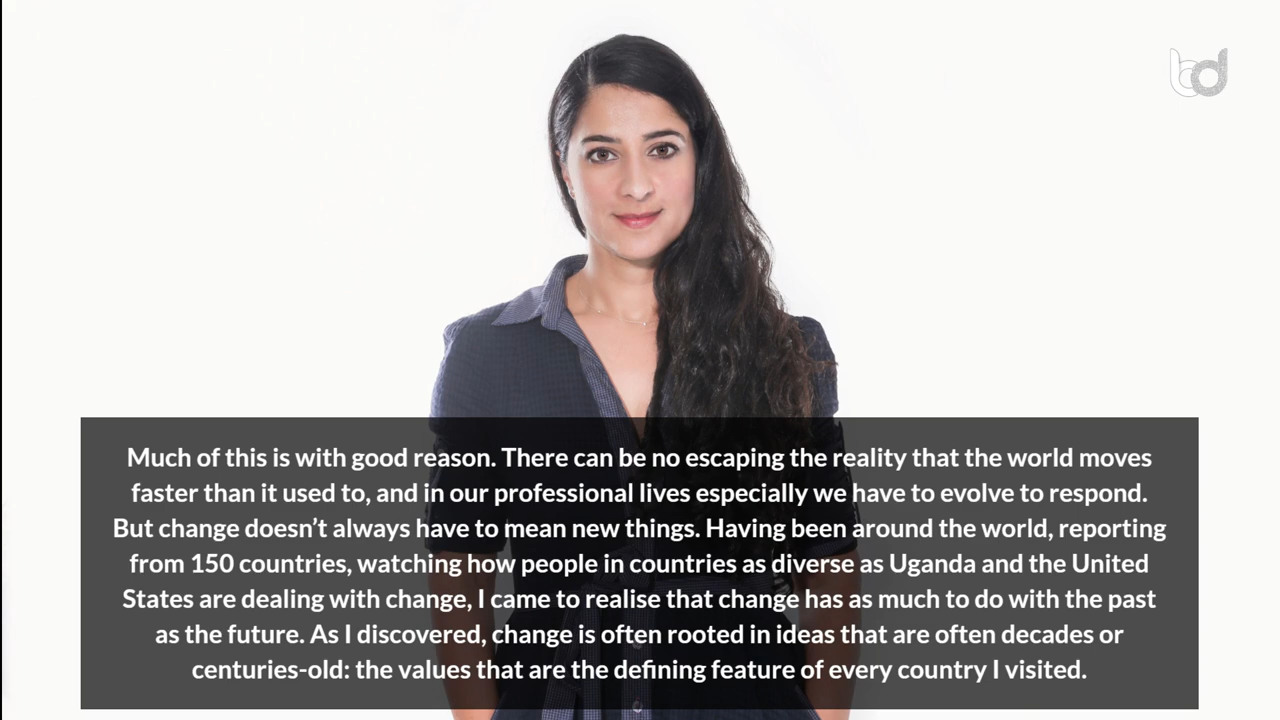 bd
Much of this is with good reason. There can be no escaping the reality that the world moves
faster than it used to, and in our professional lives especially we have to evolve to respond.
But change doesn’t always have to mean new things. Having been around the world, reporting
from 150 countries, watching how people in countries as diverse as Uganda and the United
States are dealing with change, I came to realise that change has as much to do with the past
as the future. As I discovered, change is often rooted in ideas that are often decades or
centuries-old: the values that are the defining feature of every country I visited.